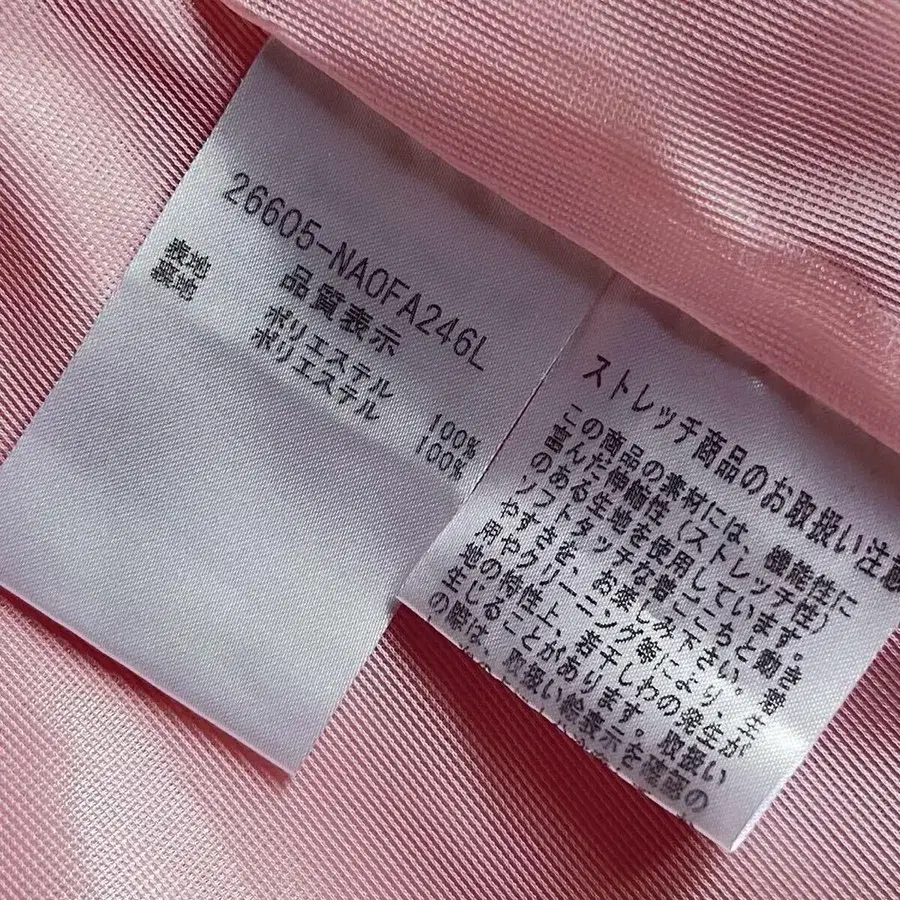 26605-NAOFA246L
品質表示
表地 ポリエステル 100%
裏地 ポリエステル 100%
ストレッチ商品のお取扱い注意
この商品の素材には、機能性に
富んだ伸縮性(ストレッチ性)
のある生地を使用しています。
ソフトタッチな着ごこちと動き
やすさを、お楽しみ下さい。着
用やクリーニング等により、生
地の特性上、若干しわの発生が
生じることがあります。取扱い
の際は、取扱い絵表示を確認の